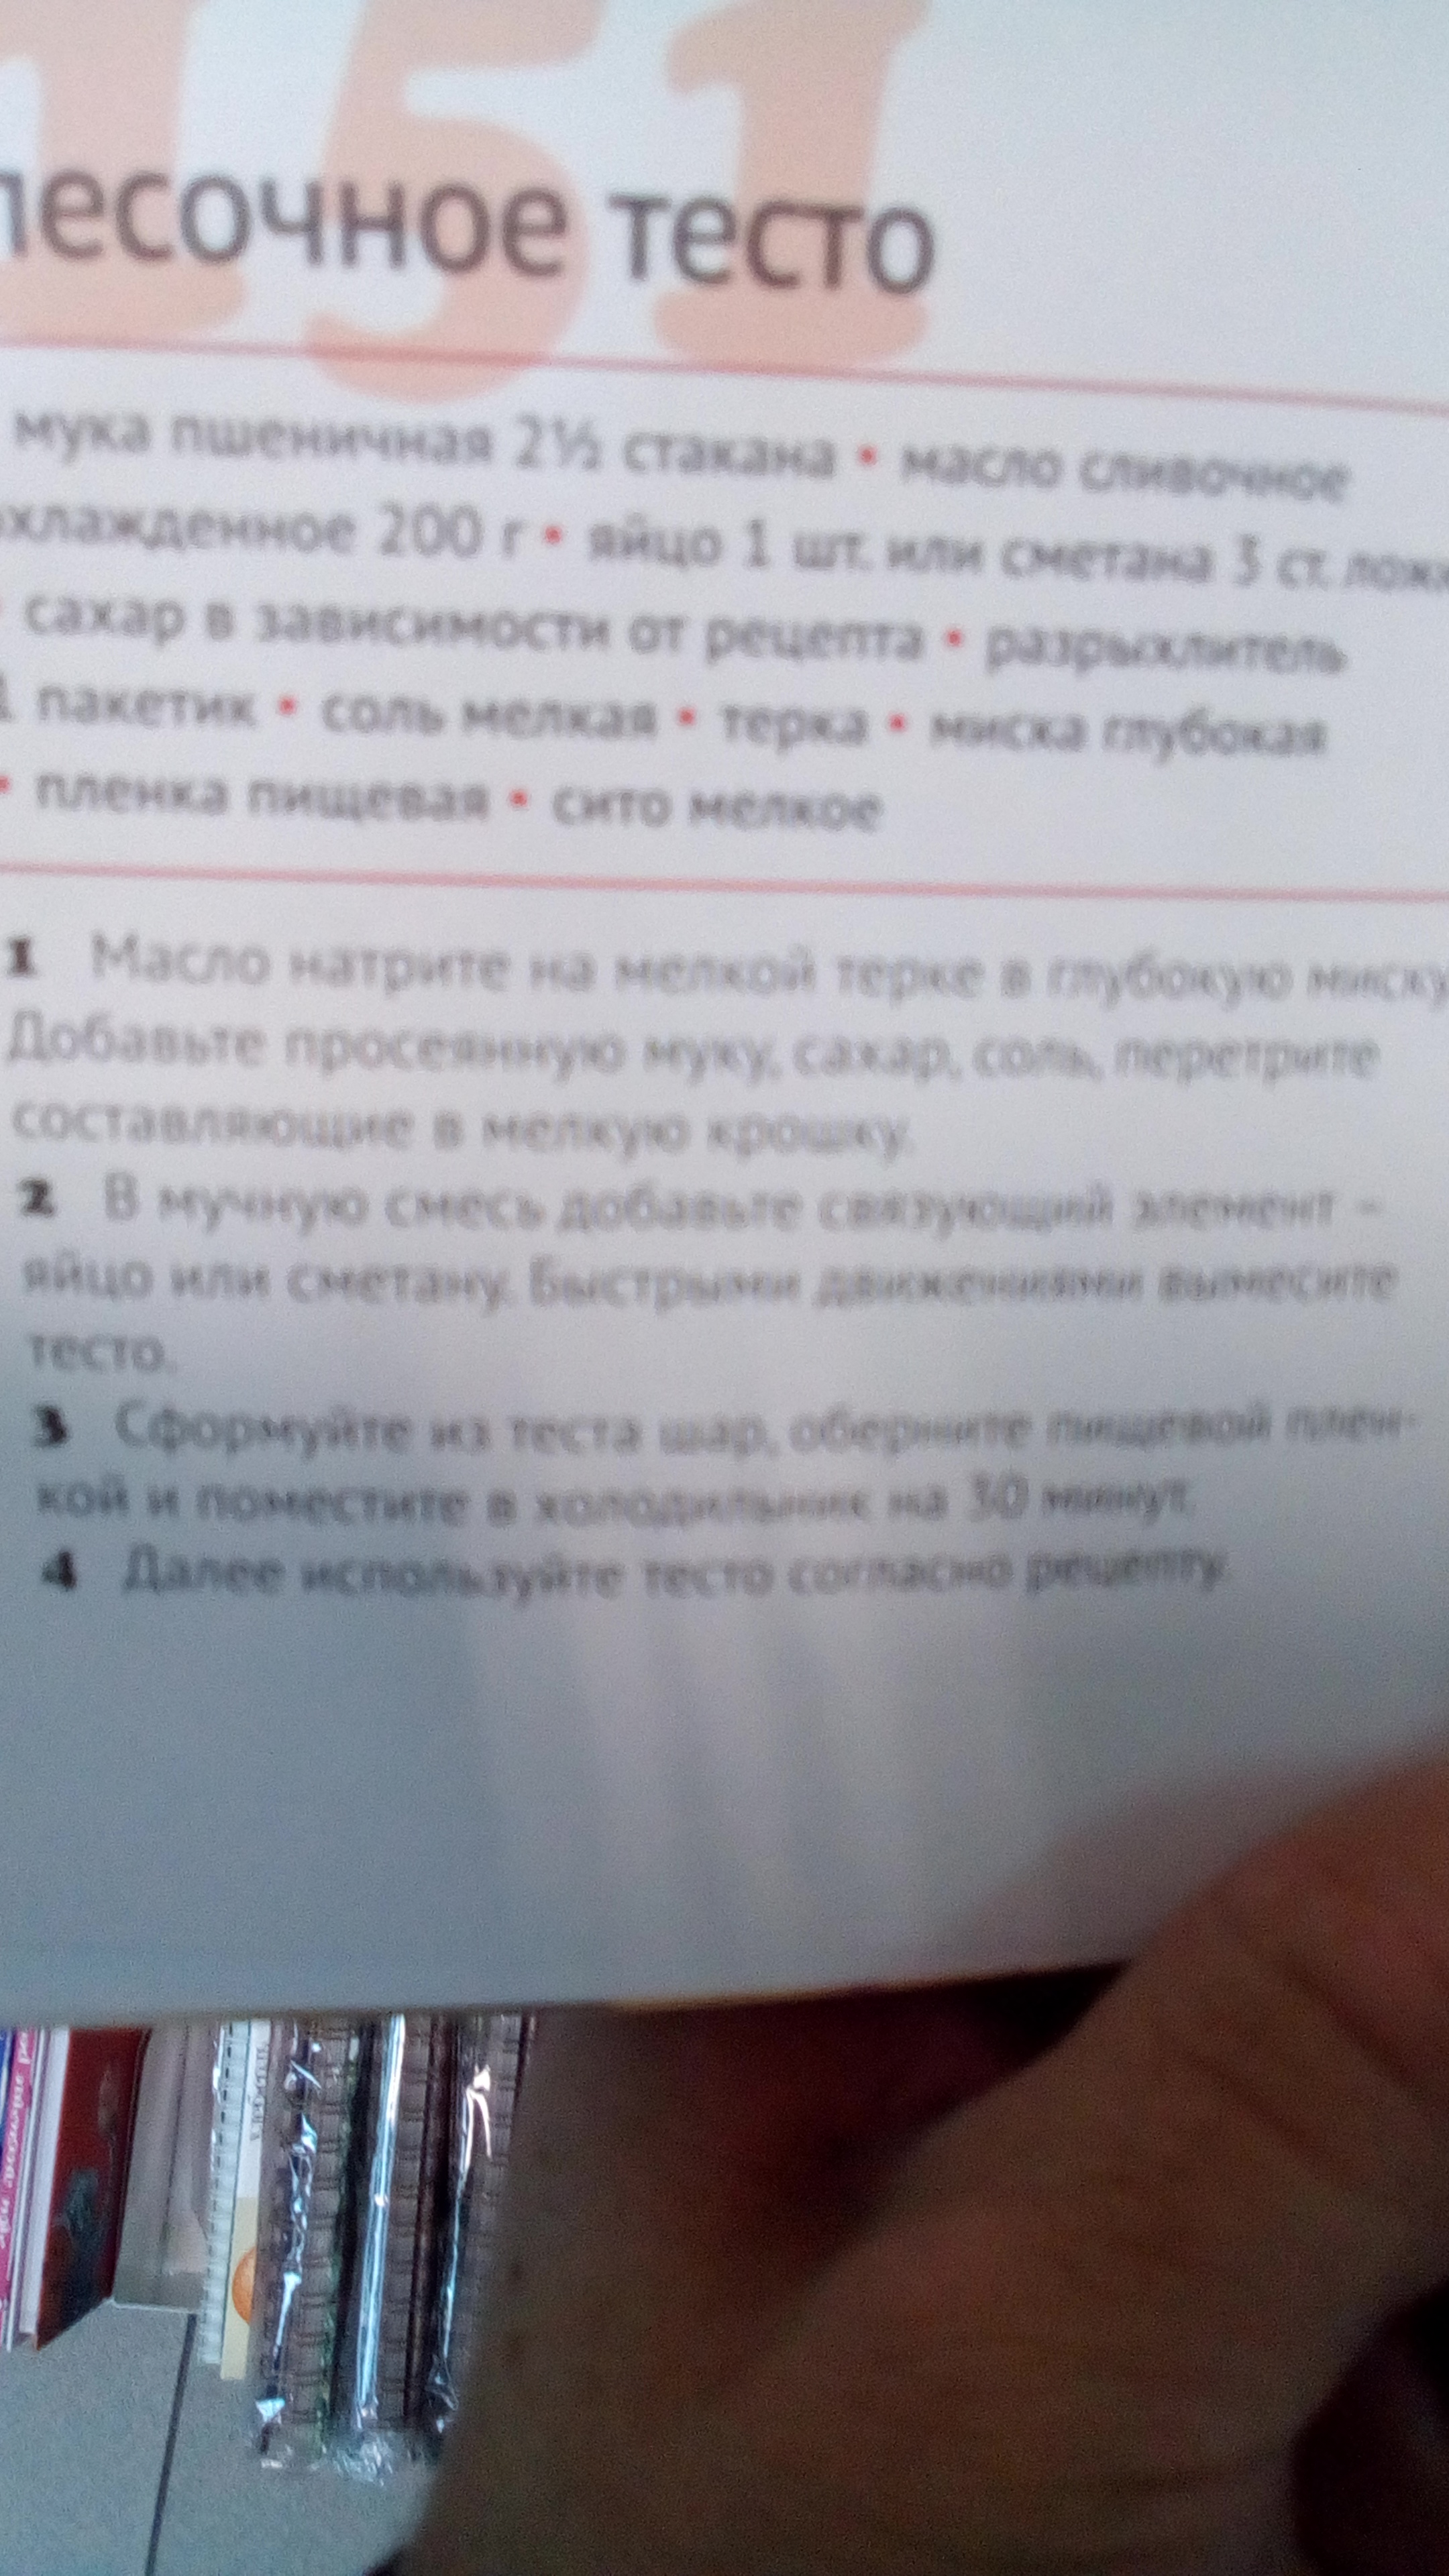 151
песочное тесто
мука пшеничная 2½ стакана • масло сливочное
охлажденное 200 г • яйцо 1 шт. или сметана 3 ст. ложк
• сахар в зависимости от рецепта • разрыхлитель
1 пакетик • соль мелкая • терка • миска глубокая
• пленка пищевая • сито мелкое
1 Масло натрите на мелкой терке в глубокую миску
Добавьте просеянную муку, сахар, соль, перетрите
составляющие в мелкую крошку.
2 В мучную смесь добавьте связующий элемент –
яйцо или сметану. Быстрыми движениями вымесите
тесто.
3 Сформуйте из теста шар, оберните пищевой плен-
кой и поместите в холодильник на 30 минут.
4 Далее используйте тесто согласно рецепту.